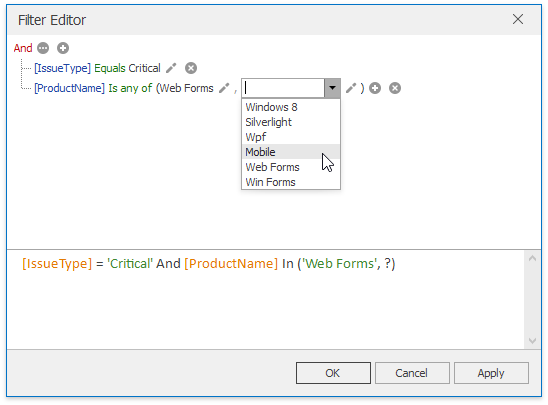 Filter Editor
And
[IssueType] Equals Critical
[ProductName] Is any of (Web Forms , )
Windows 8
Silverlight
Wpf
Mobile
Web Forms
Win Forms
[IssueType] = 'Critical' And [ProductName] In ('Web Forms', ?)
OK Cancel Apply